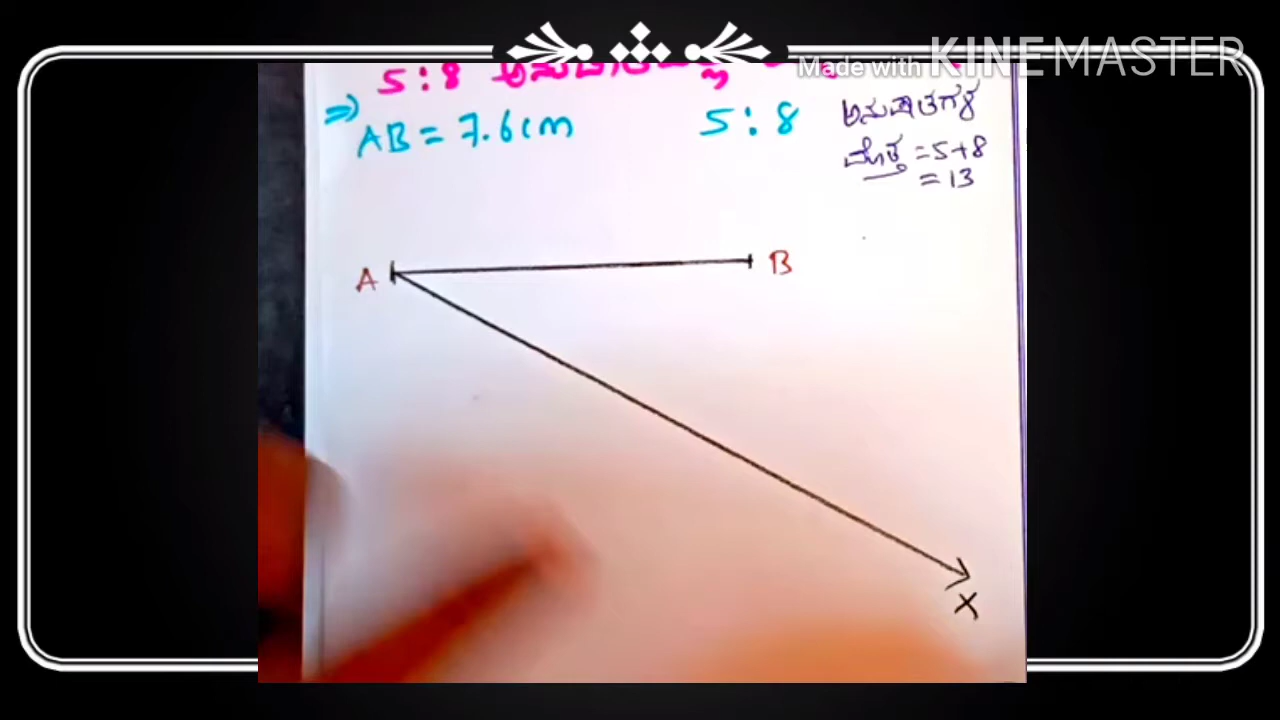 Made with KINEMASTER
5:8
⇒ AB = 7.6cm 5:8 ಅನುಪಾತಗಳ
ಮೊತ್ತ = 5+8
= 13
A B
X